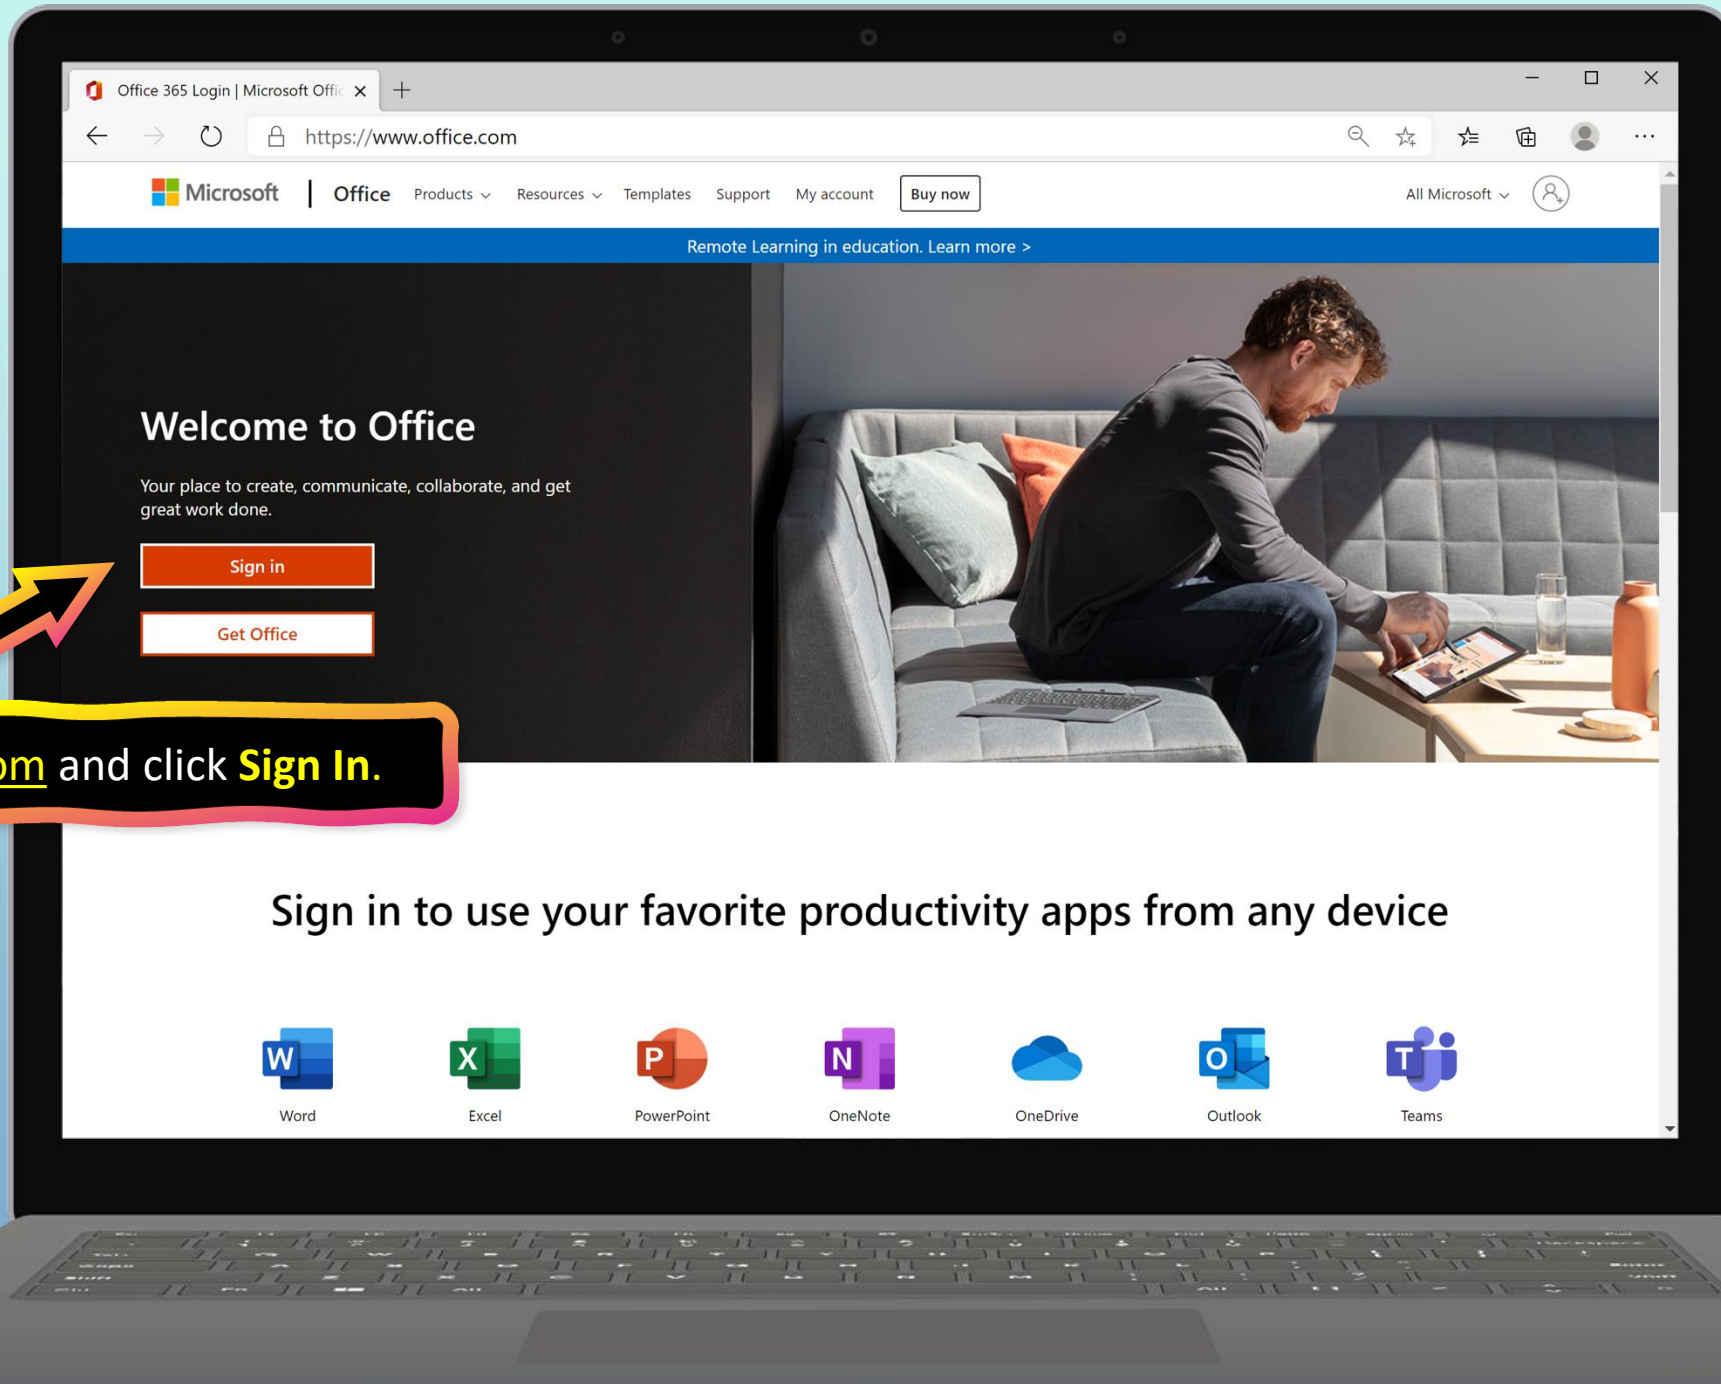 Office 365 Login | Microsoft Offic
https://www.office.com
Microsoft | Office Products Resources Templates Support My account Buy now All Microsoft
Remote Learning in education. Learn more >
Welcome to Office
Your place to create, communicate, collaborate, and get
great work done.
Sign in
Get Office
om and click Sign In.
Sign in to use your favorite productivity apps from any device
W X P N O T
Word Excel PowerPoint OneNote OneDrive Outlook Teams